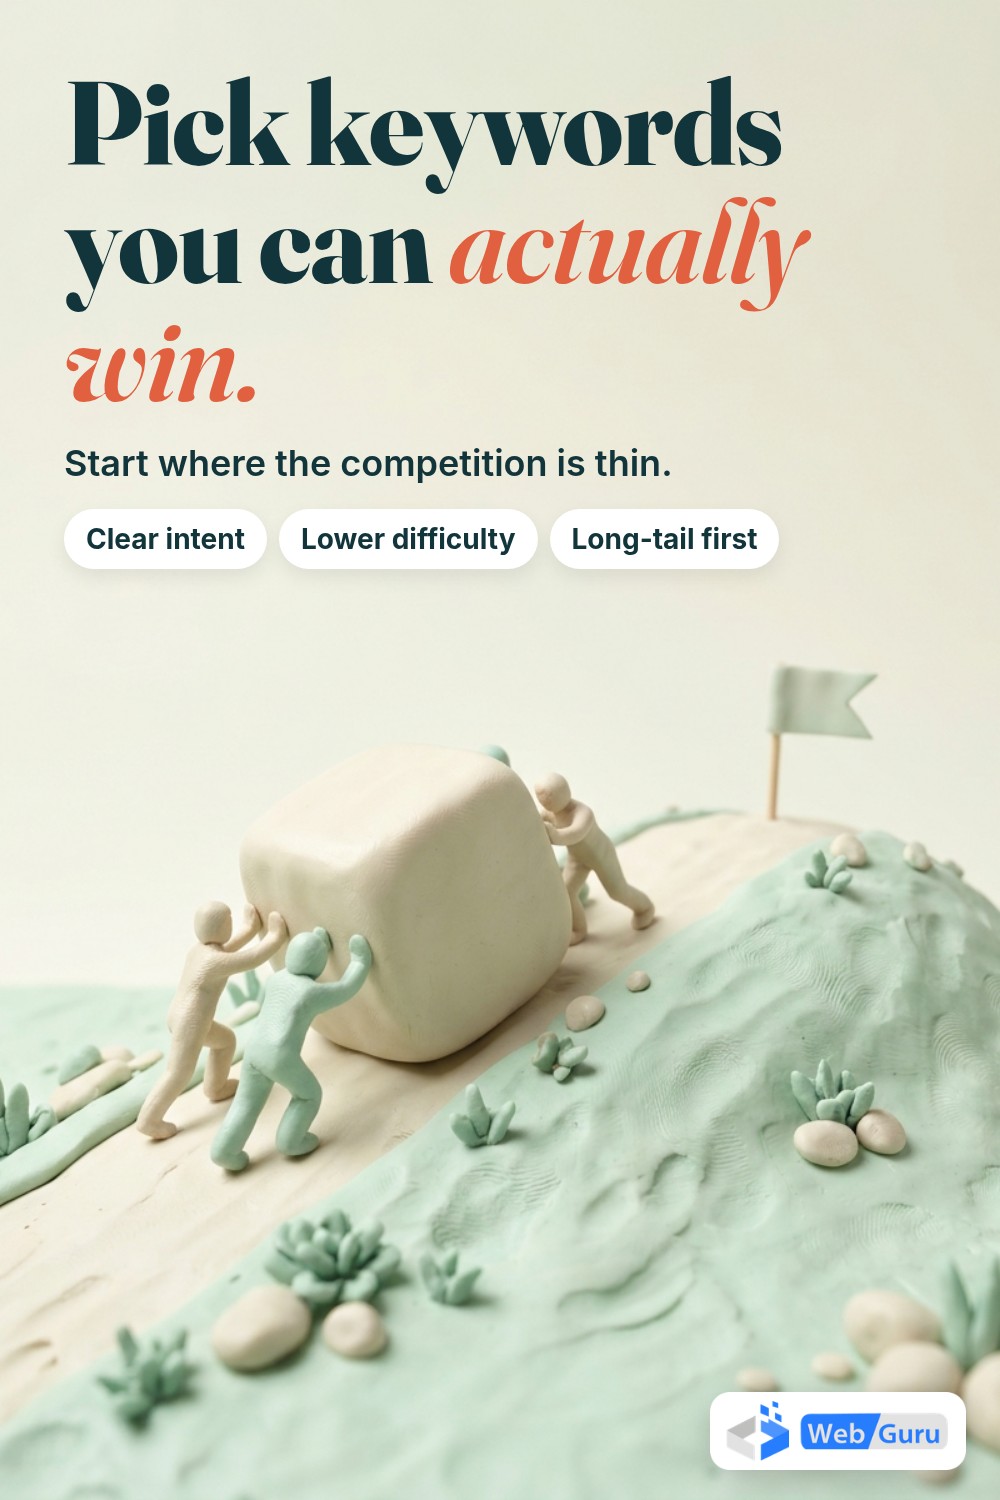 Pick keywords
you can actually
win.
Start where the competition is thin.
Clear intent
Lower difficulty
Long-tail first
Web Guru